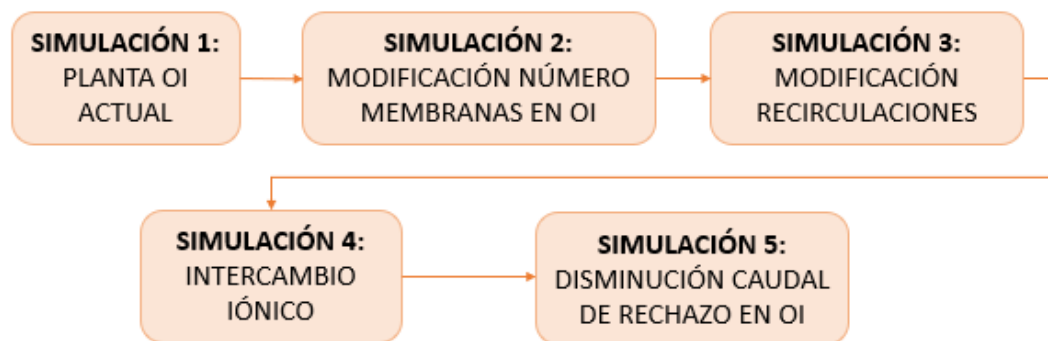 SIMULACIÓN 1:
PLANTA OI
ACTUAL
SIMULACIÓN 2:
MODIFICACIÓN NÚMERO
MEMBRANAS EN OI
SIMULACIÓN 3:
MODIFICACIÓN
RECIRCULACIONES
SIMULACIÓN 4:
INTERCAMBIO
IÓNICO
SIMULACIÓN 5:
DISMINUCIÓN CAUDAL
DE RECHAZO EN OI